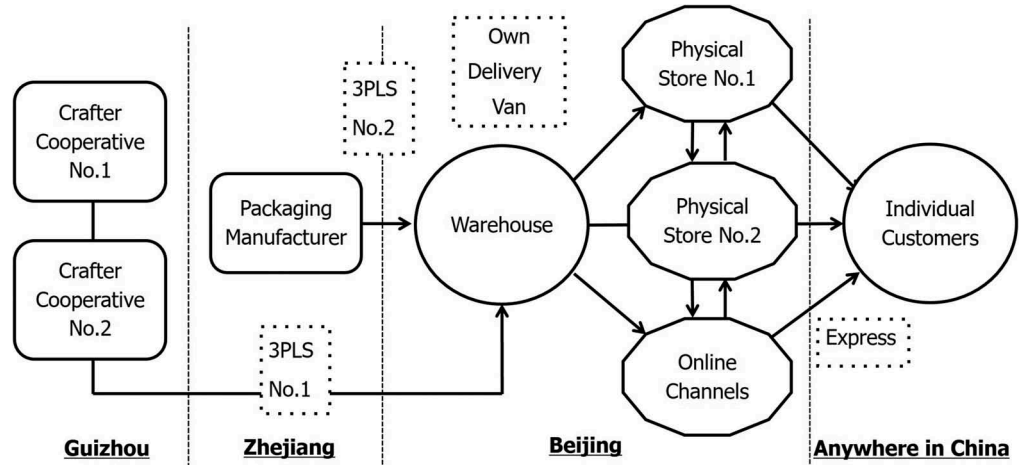 Crafter
Cooperative
No.1
Crafter
Cooperative
No.2
Packaging
Manufacturer
3PLS
No.2
3PLS
No.1
Own
Delivery
Van
Warehouse
Physical
Store No.1
Physical
Store No.2
Online
Channels
Individual
Customers
Express
Guizhou
Zhejiang
Beijing
Anywhere in China